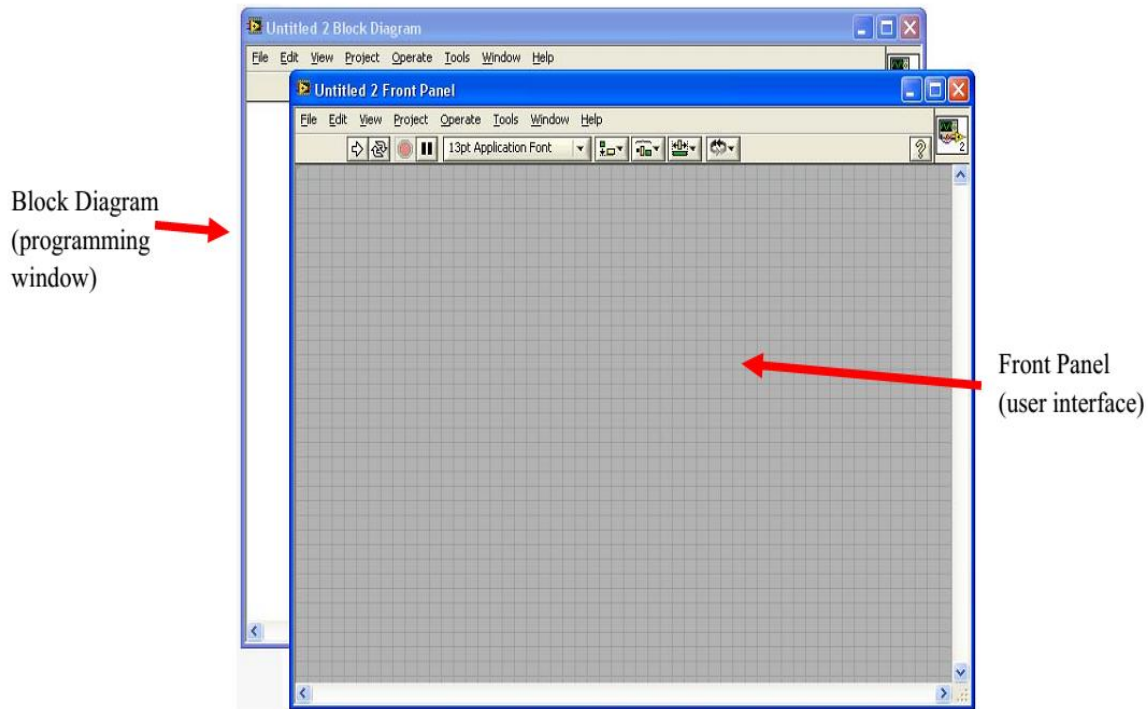 Untitled 2 Block Diagram
File Edit View Project Operate Tools Window Help
Untitled 2 Front Panel
File Edit View Project Operate Tools Window Help
13pt Application Font
2
Block Diagram
(programming
window)
Front Panel
(user interface)